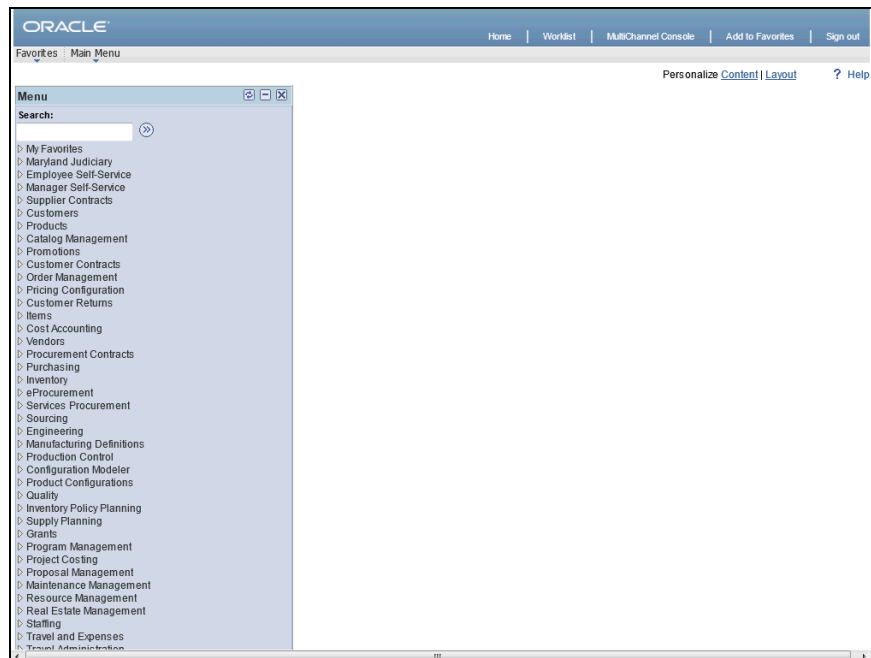 ORACLE
Home | Worklist | MultiChannel Console | Add to Favorites | Sign out
Favorites Main Menu
Personalize Content | Layout ? Help
Menu
Search:
My Favorites
Maryland Judiciary
Employee Self-Service
Manager Self-Service
Supplier Contracts
Customers
Products
Catalog Management
Promotions
Customer Contracts
Order Management
Pricing Configuration
Customer Returns
Items
Cost Accounting
Vendors
Procurement Contracts
Purchasing
Inventory
eProcurement
Services Procurement
Sourcing
Engineering
Manufacturing Definitions
Production Control
Configuration Modeler
Product Configurations
Quality
Inventory Policy Planning
Supply Planning
Grants
Program Management
Project Costing
Proposal Management
Maintenance Management
Resource Management
Real Estate Management
Staffing
Travel and Expenses
Travel Administration